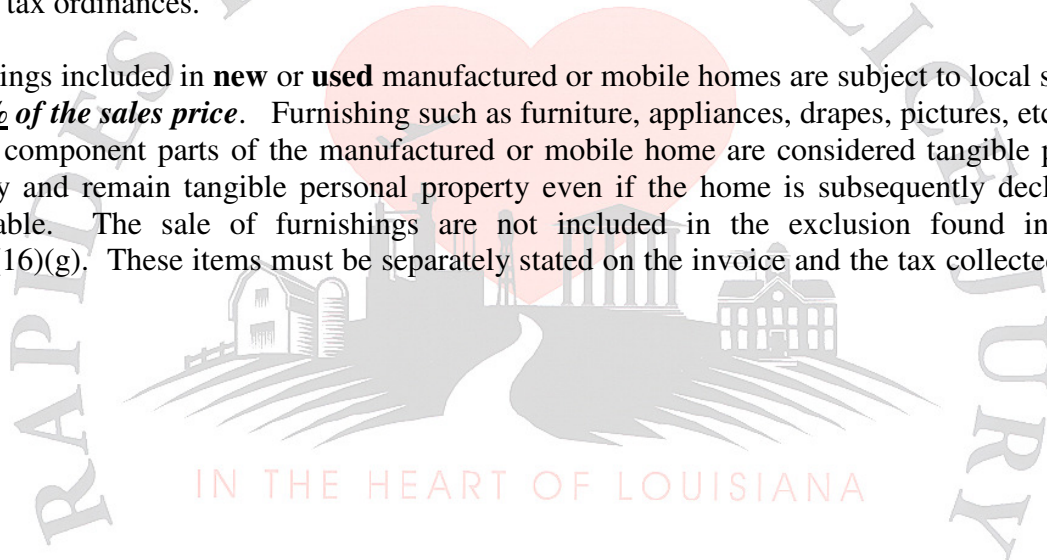 tax ordinances.
ings included in new or used manufactured or mobile homes are subject to local s
% of the sales price. Furnishing such as furniture, appliances, drapes, pictures, etc
component parts of the manufactured or mobile home are considered tangible p
y and remain tangible personal property even if the home is subsequently decl
able. The sale of furnishings are not included in the exclusion found in
(16)(g). These items must be separately stated on the invoice and the tax collected
RAPIDES
LICE JURY
IN THE HEART OF LOUISIANA